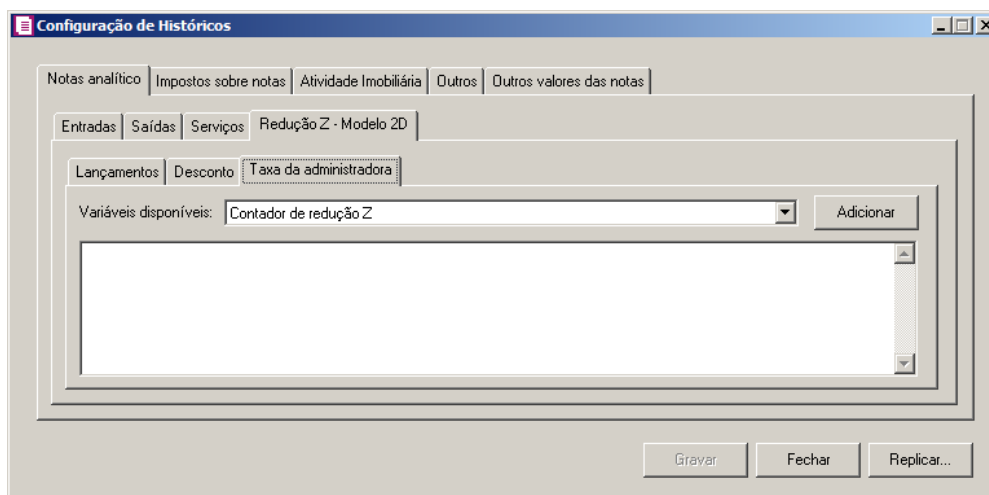 Configuração de Históricos
Notas analítico Impostos sobre notas Atividade Imobiliária Outros Outros valores das notas
Entradas Saídas Serviços Redução Z - Modelo 2D
Lançamentos Desconto Taxa da administradora
Variáveis disponíveis: Contador de redução Z Adicionar
Gravar Fechar Replicar...